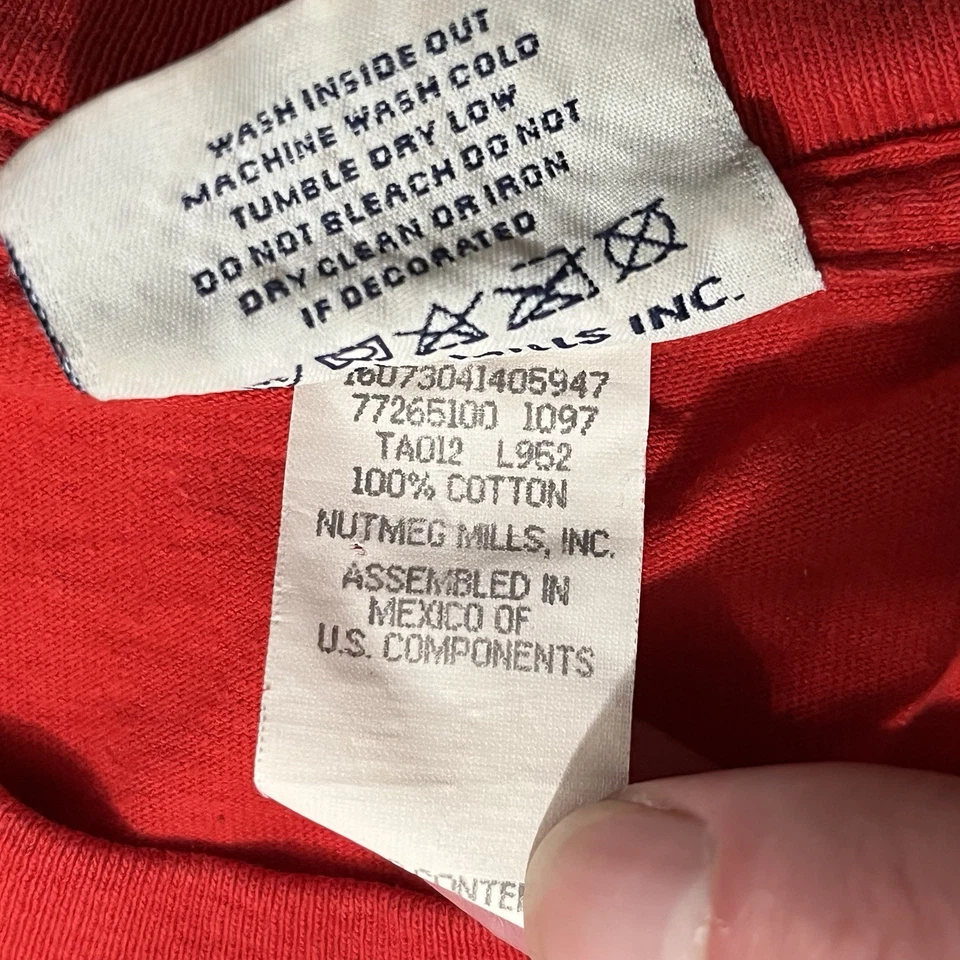 WASH INSIDE OUT
MACHINE WASH COLD
TUMBLE DRY LOW
DO NOT BLEACH DO NOT
DRY CLEAN OR IRON
IF DECORATED
MILLS INC.
16073041405947
77265100 1097
TA012 L952
100% COTTON
NUTMEG MILLS, INC.
ASSEMBLED IN
MEXICO OF
U.S. COMPONENTS